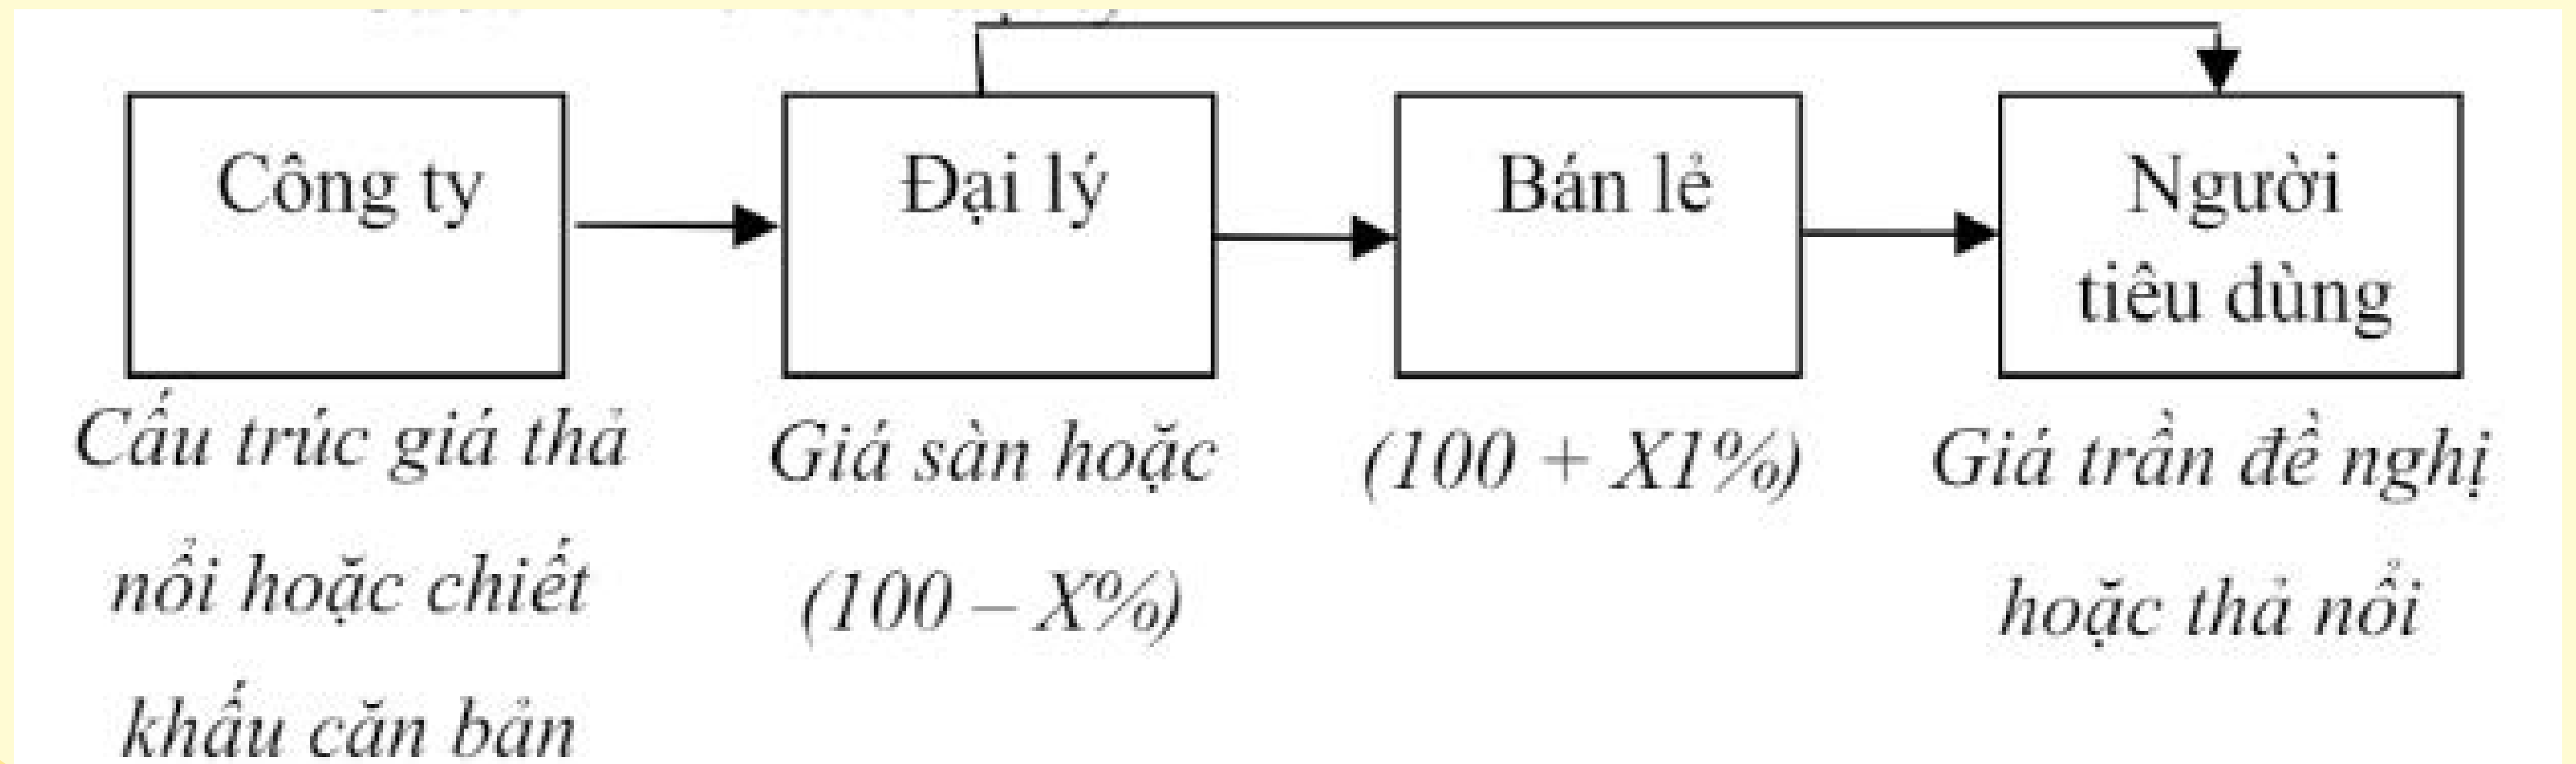 Công ty
Đại lý
Bán lẻ
Người
tiêu dùng
Cấu trúc giá thả
nổi hoặc chiết
khấu căn bản
Giá sàn hoặc
(100 – X%)
(100 + X1%)
Giá trần đề nghị
hoặc thả nổi